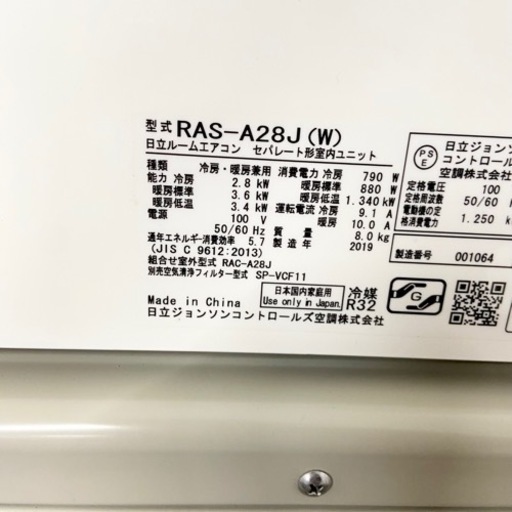 型式 RAS-A28J(W)
日立ルームエアコン セパレート形室内ユニット
種類 冷房・暖房兼用 消費電力 冷房 790 W
能力 冷房 2.8 kW 暖房標準 880 W
暖房標準 3.6 kW 暖房低温 1.340 kW
暖房低温 3.4 kW 運転電流 冷房 9.1 A
電源 100 V 暖房 10.0 A
50/60 Hz 質量 8.0 kg
通年エネルギー消費効率 5.7 製造年 2019
(JIS C 9612:2013)
組合せ室外型式 RAC-A28J
別売空気清浄フィルター型式 SP-VCF11
日本国内家庭用
Use only in Japan.
冷媒
R32
Made in China
日立ジョンソンコントロールズ空調株式会社
PS
E
日立ジョンソ
コントロールズ
空調株式会
定格電圧 100
定格周波数 50/60
電動機の定
格消費電力 1.250
製造番号 001064
G